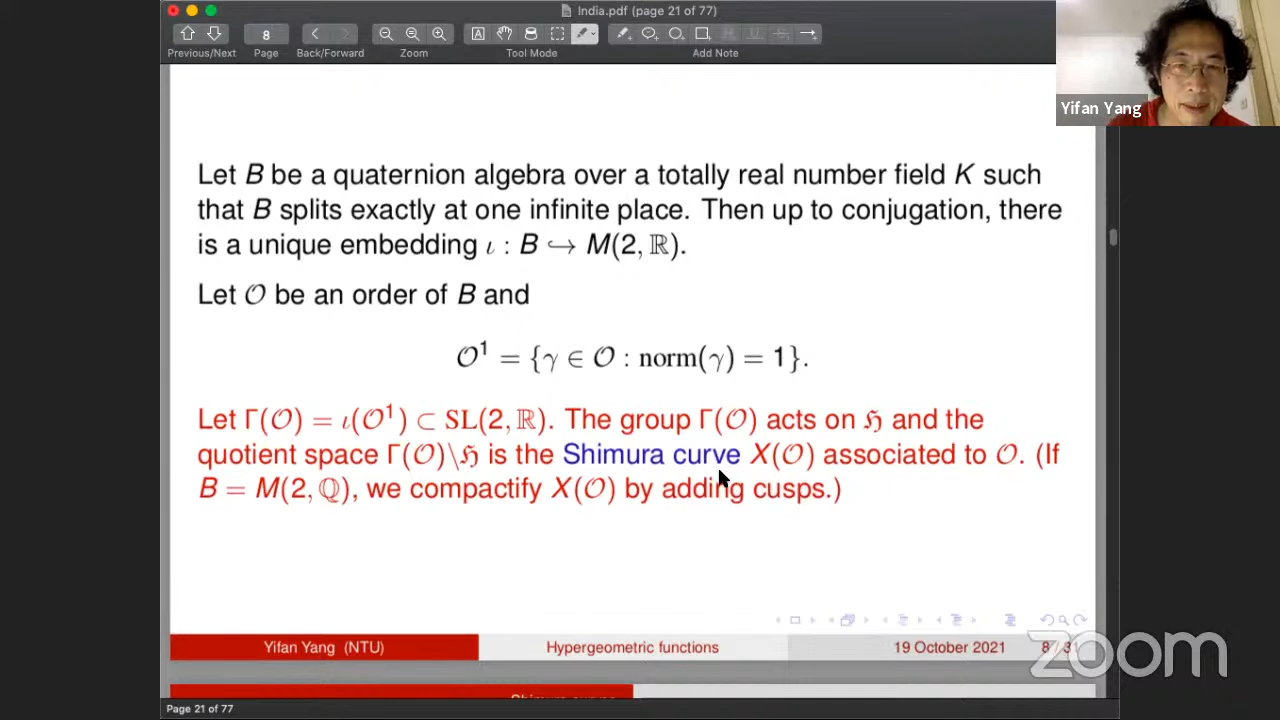 India.pdf (page 21 of 77)
8
Previous/Next Page Back/Forward Zoom Tool Mode Add Note
Yifan Yang
Let B be a quaternion algebra over a totally real number field K such
that B splits exactly at one infinite place. Then up to conjugation, there
is a unique embedding ι : B ↪ M(2, ℝ).
Let 𝒪 be an order of B and
𝒪¹ = {γ ∈ 𝒪 : norm(γ) = 1}.
Let Γ(𝒪) = ι(𝒪¹) ⊂ SL(2, ℝ). The group Γ(𝒪) acts on ℌ and the
quotient space Γ(𝒪)\ℌ is the Shimura curve X(𝒪) associated to 𝒪. (If
B = M(2, ℚ), we compactify X(𝒪) by adding cusps.)
Yifan Yang (NTU) Hypergeometric functions 19 October 2021 8 / 31
zoom
Shimura curves
Page 21 of 77